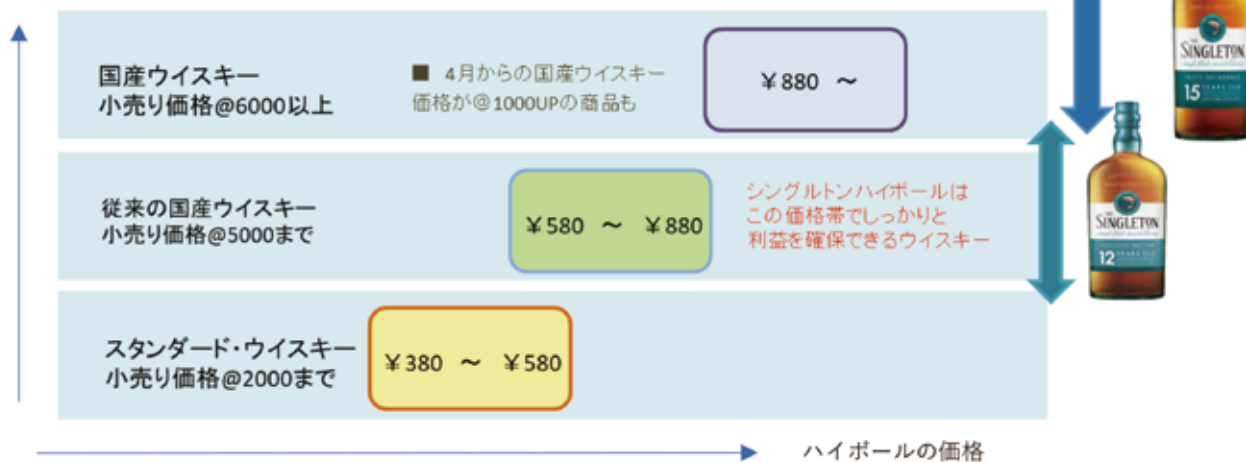 国産ウイスキー
小売り価格@6000以上
■ 4月からの国産ウイスキー
価格が@1000UPの商品も
¥880 ～
従来の国産ウイスキー
小売り価格@5000まで
¥580 ～ ¥880
シングルトンハイボールは
この価格帯でしっかりと
利益を確保できるウイスキー
スタンダード・ウイスキー
小売り価格@2000まで
¥380 ～ ¥580
ハイボールの価格
THE
SINGLETON
15 YEARS OLD
THE
SINGLETON
12 YEARS OLD